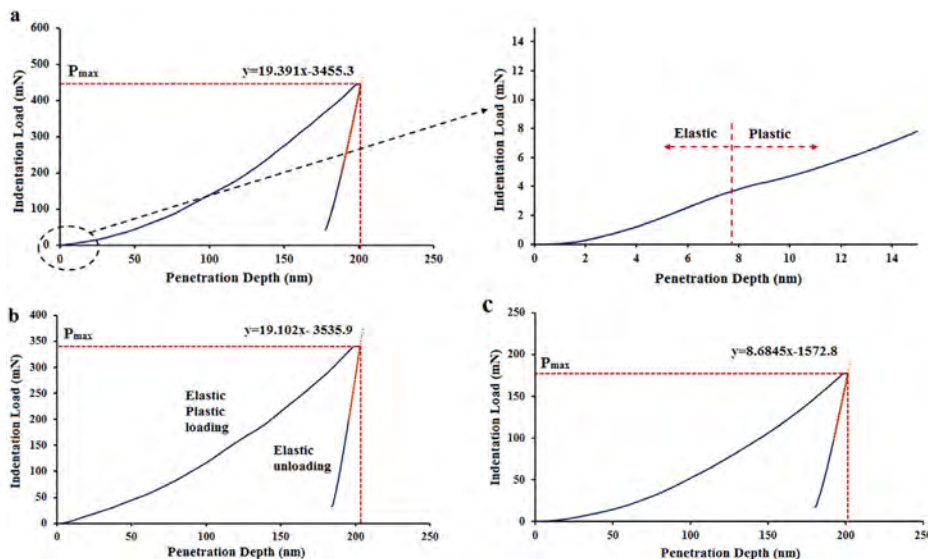 a
600
500
400
300
200
100
0
Indentation Load (mN)
P_max
y=19.391x-3455.3
0 50 100 150 200 250
Penetration Depth (nm)
14
12
10
8
6
4
2
0
Indentation Load (mN)
Elastic Plastic
0 2 4 6 8 10 12 14
Penetration Depth (nm)
b
400
350
300
250
200
150
100
50
0
Indentation Load (mN)
P_max
y=19.102x- 3535.9
Elastic
Plastic
loading
Elastic
unloading
0 50 100 150 200 250
Penetration Depth (nm)
c
250
200
150
100
50
0
Indentation Load (mN)
P_max
y=8.6845x-1572.8
0 50 100 150 200 250
Penetration Depth (nm)